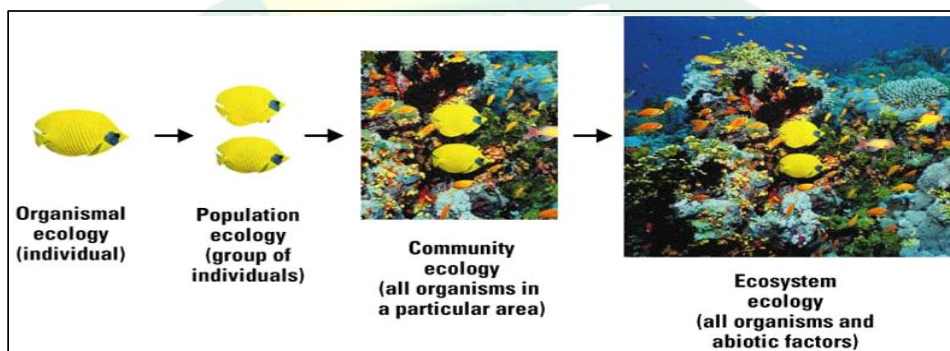 Organismal
ecology
(individual)
Population
ecology
(group of
individuals)
Community
ecology
(all organisms in
a particular area)
Ecosystem
ecology
(all organisms and
abiotic factors)